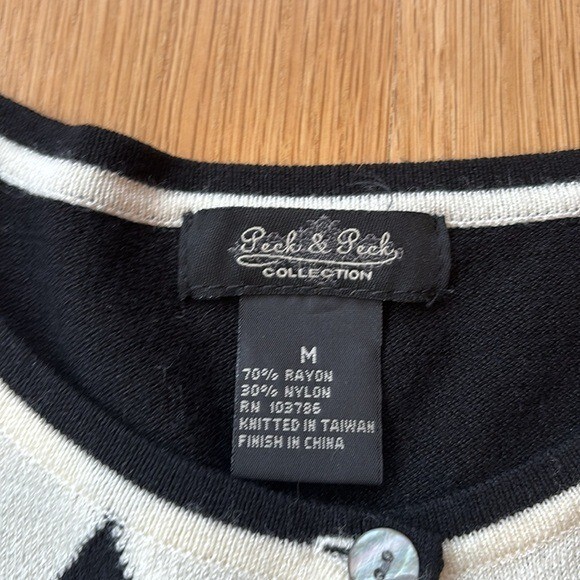 Peck & Peck
COLLECTION
M
70% RAYON
30% NYLON
RN 103786
KNITTED IN TAIWAN
FINISH IN CHINA